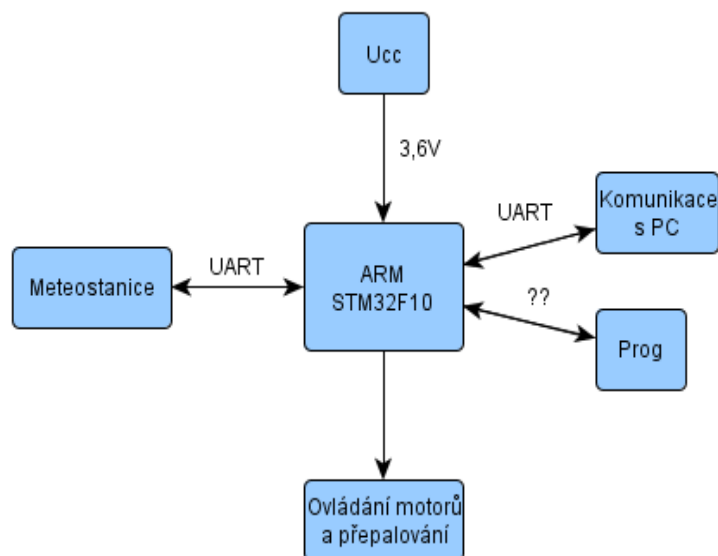 Ucc
3,6V
Komunikace
s PC
UART
UART
Meteostanice
ARM
STM32F10
??
Prog
Ovládání motorů
a přepalování